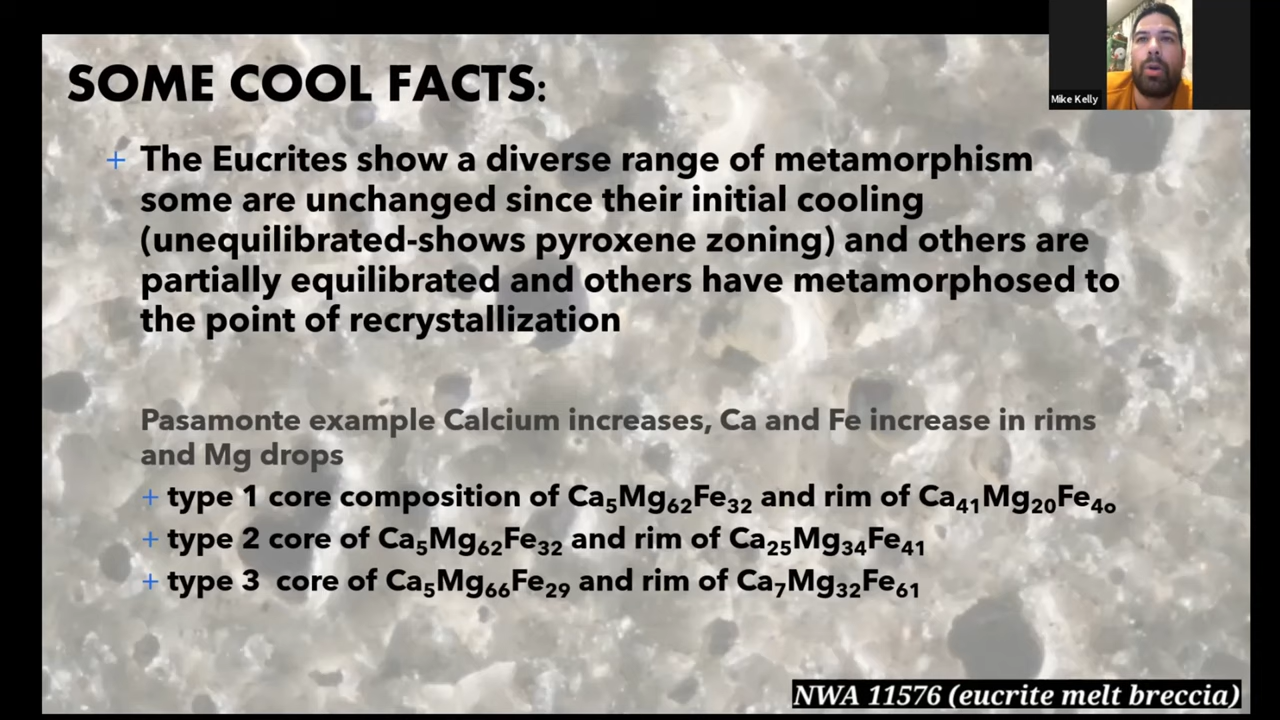 SOME COOL FACTS:
Mike Kelly
+ The Eucrites show a diverse range of metamorphism
some are unchanged since their initial cooling
(unequilibrated-shows pyroxene zoning) and others are
partially equilibrated and others have metamorphosed to
the point of recrystallization
Pasamonte example Calcium increases, Ca and Fe increase in rims
and Mg drops
+ type 1 core composition of Ca₅Mg₆₂Fe₃₂ and rim of Ca₄₁Mg₂₀Fe₄ₒ
+ type 2 core of Ca₅Mg₆₂Fe₃₂ and rim of Ca₂₅Mg₃₄Fe₄₁
+ type 3 core of Ca₅Mg₆₆Fe₂₉ and rim of Ca₇Mg₃₂Fe₆₁
NWA 11576 (eucrite melt breccia)